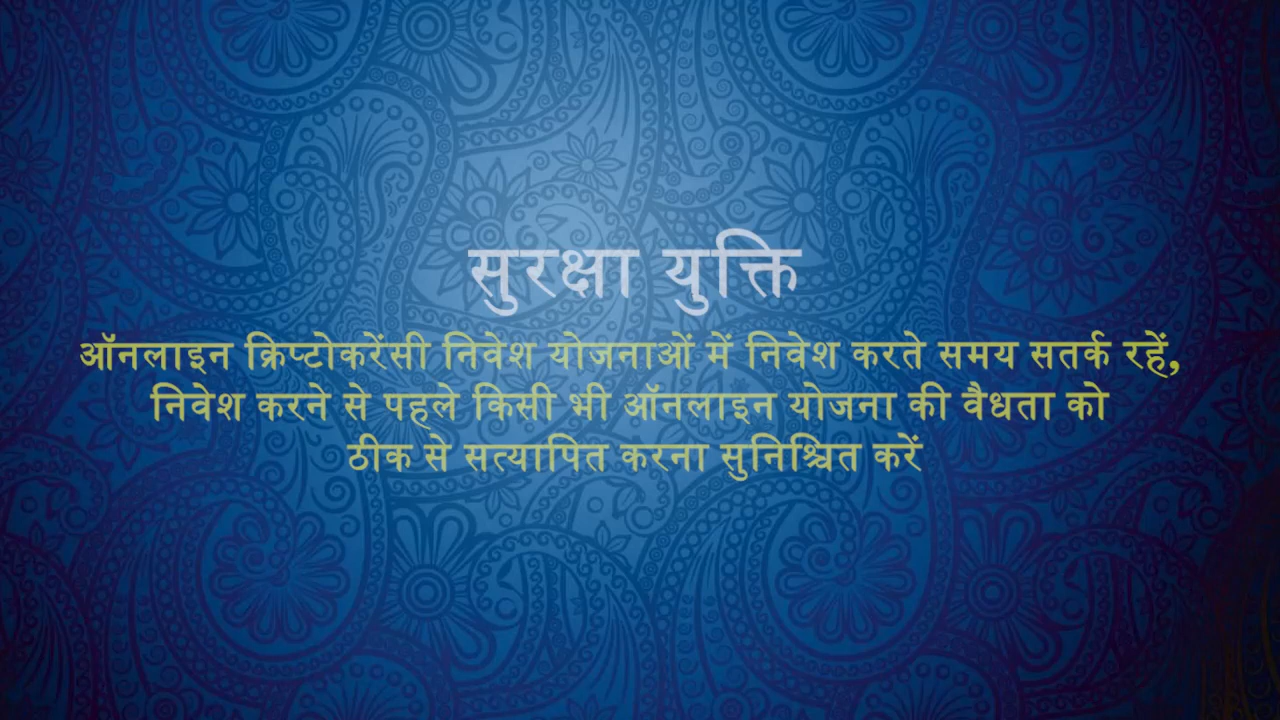 सुरक्षा युक्ति
ऑनलाइन क्रिप्टोकरेंसी निवेश योजनाओं में निवेश करते समय सतर्क रहें,
निवेश करने से पहले किसी भी ऑनलाइन योजना की वैधता को
ठीक से सत्यापित करना सुनिश्चित करें